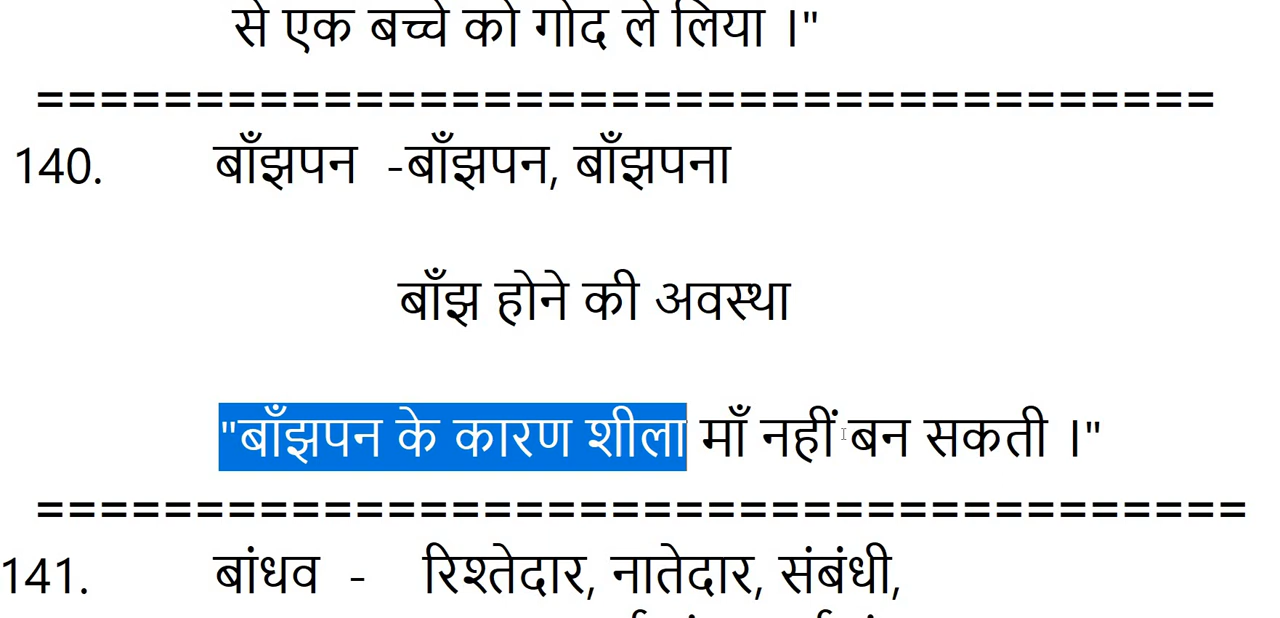 से एक बच्चे को गोद ले लिया ।"
=====================================
140. बाँझपन -बाँझपन, बाँझपना
बाँझ होने की अवस्था
"बाँझपन के कारण शीला माँ नहीं बन सकती ।"
======================================
141. बांधव - रिश्तेदार, नातेदार, संबंधी,